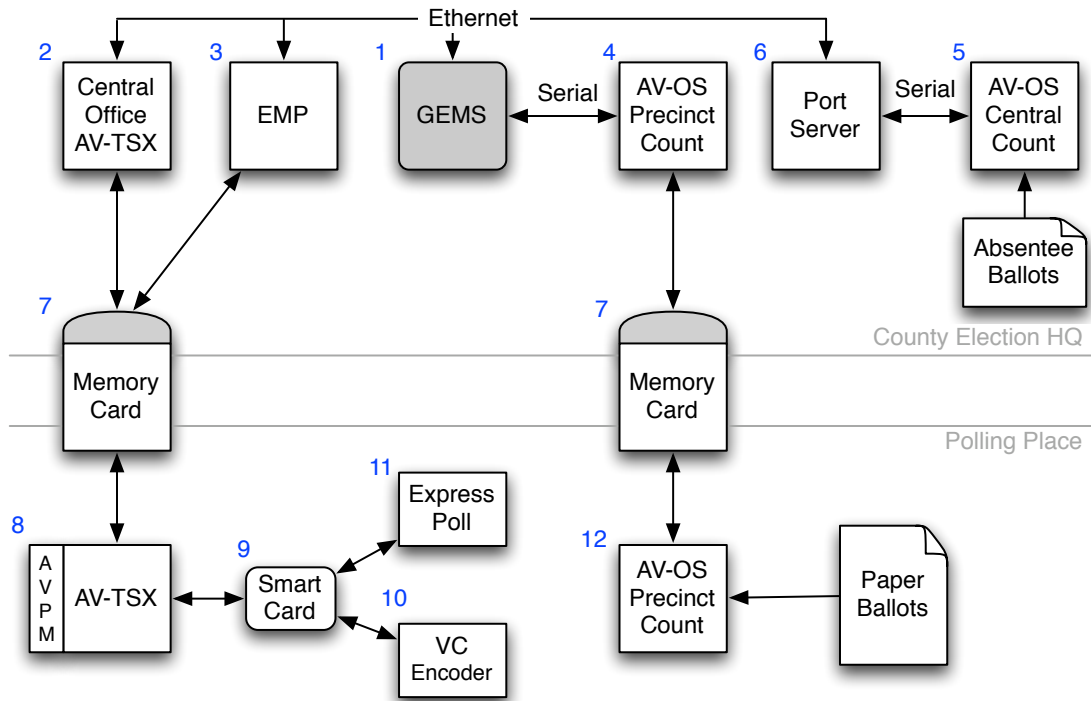 Ethernet
2
3
1
4
6
5
Central
Office
AV-TSX
EMP
GEMS
Serial
AV-OS
Precinct
Count
Port
Server
Serial
AV-OS
Central
Count
Absentee
Ballots
7
7
County Election HQ
Memory
Card
Memory
Card
Polling Place
11
Express
Poll
8
A
V
P
M
AV-TSX
9
Smart
Card
10
VC
Encoder
12
AV-OS
Precinct
Count
Paper
Ballots